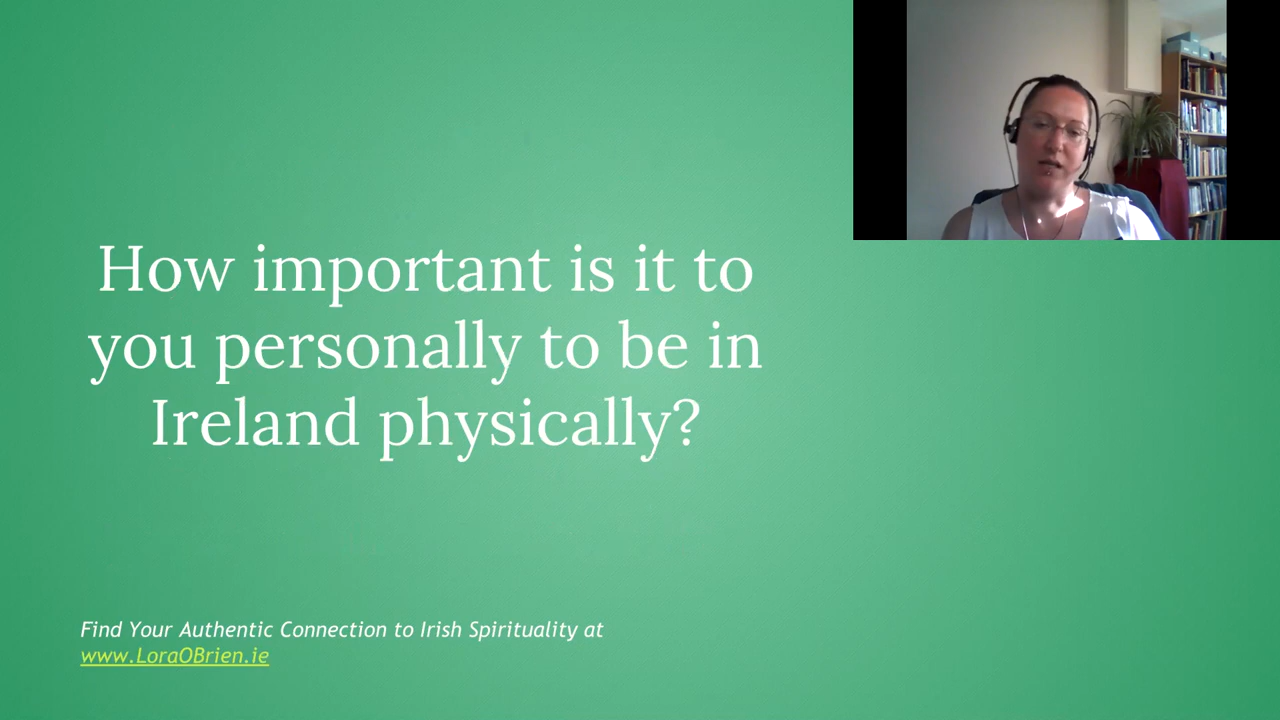 How important is it to
you personally to be in
Ireland physically?
Find Your Authentic Connection to Irish Spirituality at
www.LoraOBrien.ie